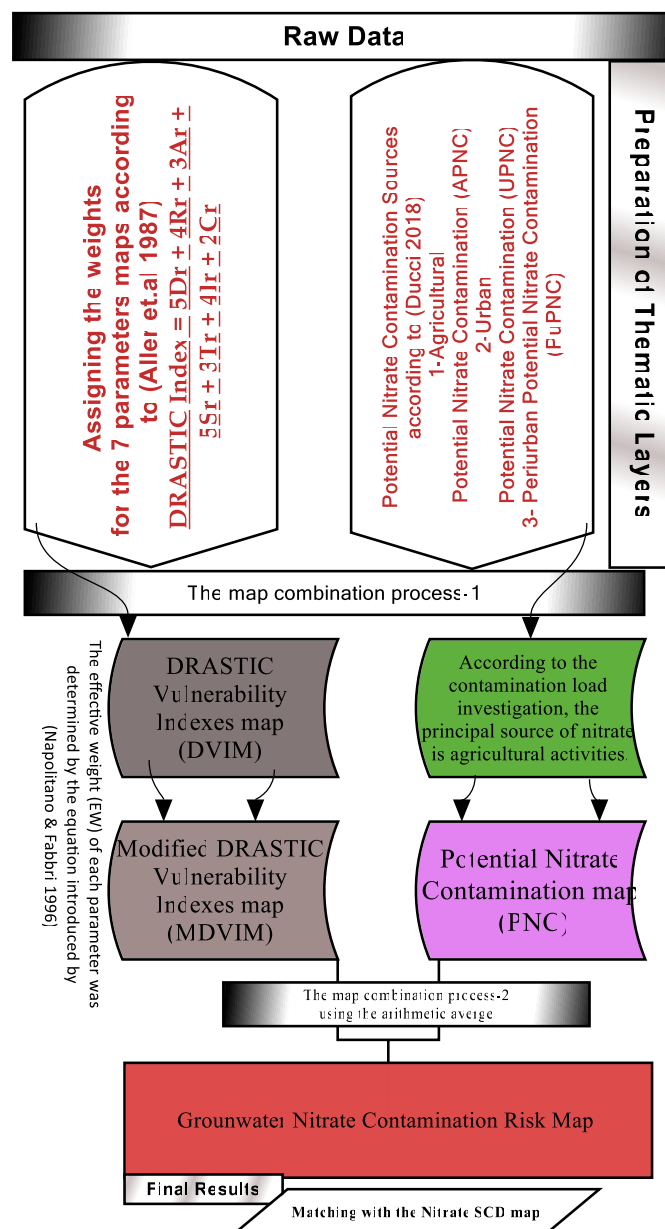 Raw Data
Preparation of Thematic Layers
Assigning the weights
for the 7 parameters maps according
to (Aller et.al 1987)
DRASTIC Index = 5Dr + 4Rr + 3Ar +
5Sr + 3Tr + 4Ir + 2Cr
Potential Nitrate Contamination Sources
according to (Ducci 2018)
1-Agricultural
Potential Nitrate Contamination (APNC)
2-Urban
Potential Nitrate Contamination (UPNC)
3- Periurban Potential Nitrate Contamination
(FuPNC)
The map combination process-1
The effective weight (EW) of each parameter was
determined by the equation introduced by
(Napolitano & Fabbri 1996)
DRASTIC
Vulnerability
Indexes map
(DVIM)
According to the
contamination load
investigation, the
principal source of nitrate
is agricultural activities.
Modified DRASTIC
Vulnerability
Indexes map
(MDVIM)
Potential Nitrate
Contamination map
(PNC)
The map combination process-2
using the arithmetic averge
Grounwater Nitrate Contamination Risk Map
Final Results
Matching with the Nitrate SCD map